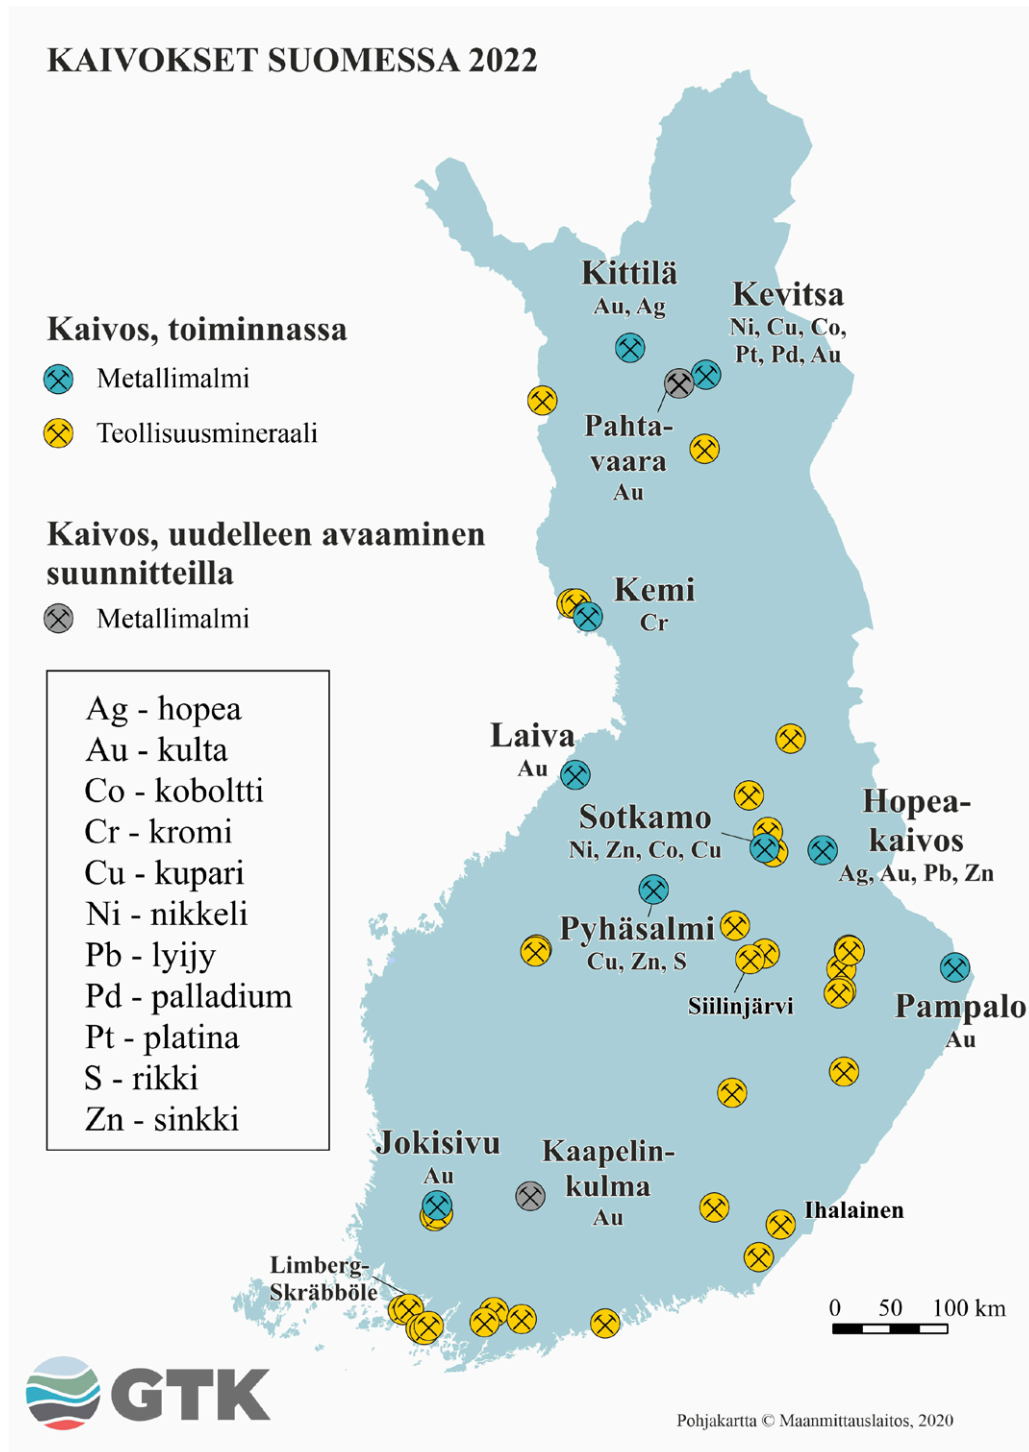 KAIVOKSET SUOMESSA 2022
Kaivos, toiminnassa
Metallimalmi
Teollisuusmineraali
Kaivos, uudelleen avaaminen
suunnitteilla
Metallimalmi
Ag - hopea
Au - kulta
Co - koboltti
Cr - kromi
Cu - kupari
Ni - nikkeli
Pb - lyijy
Pd - palladium
Pt - platina
S - rikki
Zn - sinkki
Kittilä
Au, Ag
Kevitsa
Ni, Cu, Co,
Pt, Pd, Au
Pahta-
vaara
Au
Kemi
Cr
Laiva
Au
Sotkamo
Ni, Zn, Co, Cu
Hopea-
kaivos
Ag, Au, Pb, Zn
Pyhäsalmi
Cu, Zn, S
Siilinjärvi
Pampalo
Au
Jokisivu
Au
Kaapelin-
kulma
Au
Ihalainen
Limberg-
Skräbböle
0 50 100 km
GTK
Pohjakartta © Maanmittauslaitos, 2020